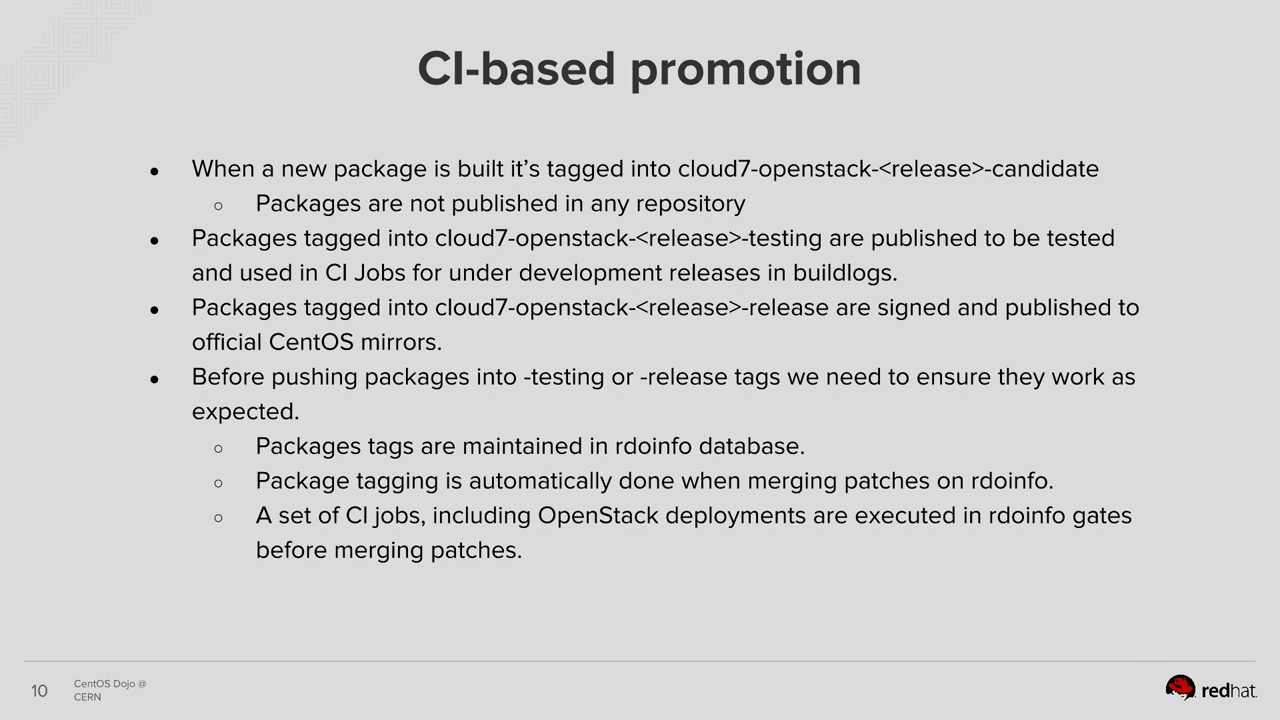 CI-based promotion
● When a new package is built it’s tagged into cloud7-openstack-<release>-candidate
○ Packages are not published in any repository
● Packages tagged into cloud7-openstack-<release>-testing are published to be tested
and used in CI Jobs for under development releases in buildlogs.
● Packages tagged into cloud7-openstack-<release>-release are signed and published to
official CentOS mirrors.
● Before pushing packages into -testing or -release tags we need to ensure they work as
expected.
○ Packages tags are maintained in rdoinfo database.
○ Package tagging is automatically done when merging patches on rdoinfo.
○ A set of CI jobs, including OpenStack deployments are executed in rdoinfo gates
before merging patches.
10
CentOS Dojo @
CERN
redhat.